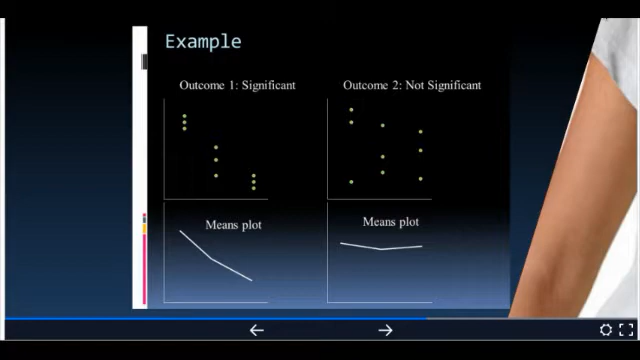 Example
Outcome 1: Significant
Outcome 2: Not Significant
Means plot
Means plot